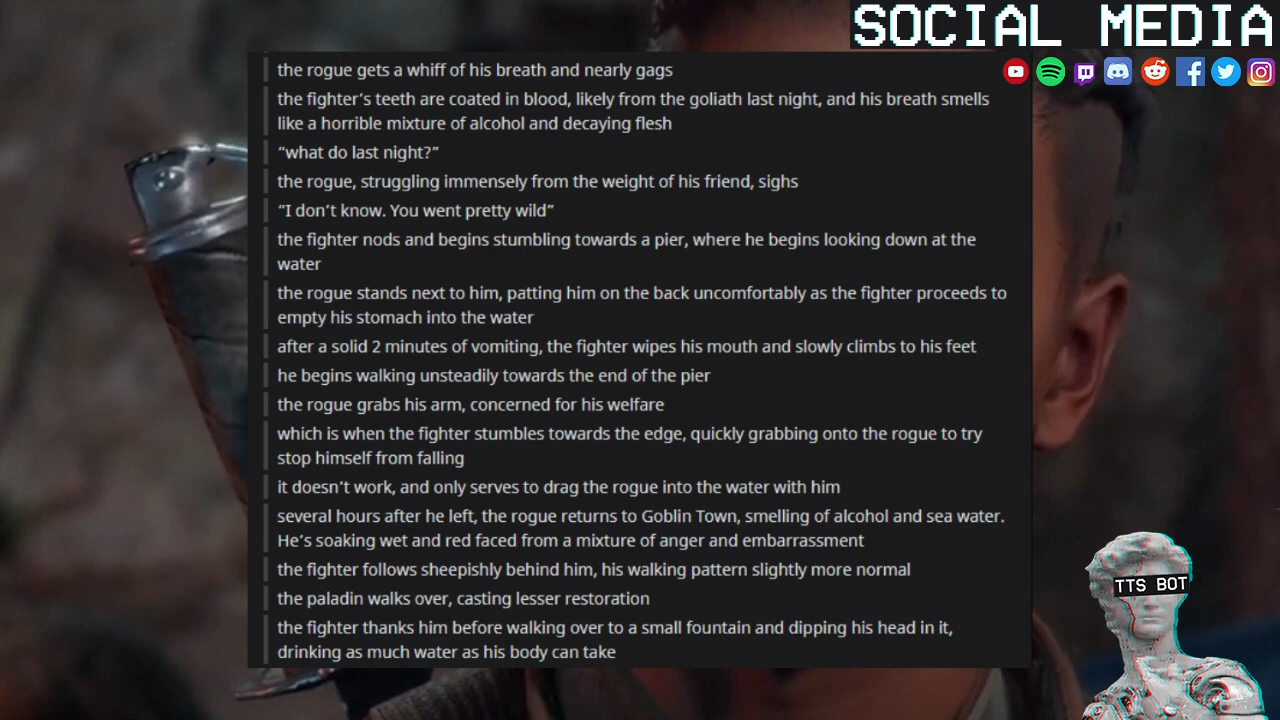 SOCIAL MEDIA
the rogue gets a whiff of his breath and nearly gags
the fighter's teeth are coated in blood, likely from the goliath last night, and his breath smells
like a horrible mixture of alcohol and decaying flesh
“what do last night?”
the rogue, struggling immensely from the weight of his friend, sighs
“I don’t know. You went pretty wild”
the fighter nods and begins stumbling towards a pier, where he begins looking down at the
water
the rogue stands next to him, patting him on the back uncomfortably as the fighter proceeds to
empty his stomach into the water
after a solid 2 minutes of vomiting, the fighter wipes his mouth and slowly climbs to his feet
he begins walking unsteadily towards the end of the pier
the rogue grabs his arm, concerned for his welfare
which is when the fighter stumbles towards the edge, quickly grabbing onto the rogue to try
stop himself from falling
it doesn’t work, and only serves to drag the rogue into the water with him
several hours after he left, the rogue returns to Goblin Town, smelling of alcohol and sea water.
He’s soaking wet and red faced from a mixture of anger and embarrassment
the fighter follows sheepishly behind him, his walking pattern slightly more normal
the paladin walks over, casting lesser restoration
the fighter thanks him before walking over to a small fountain and dipping his head in it,
drinking as much water as his body can take
TTS BOT